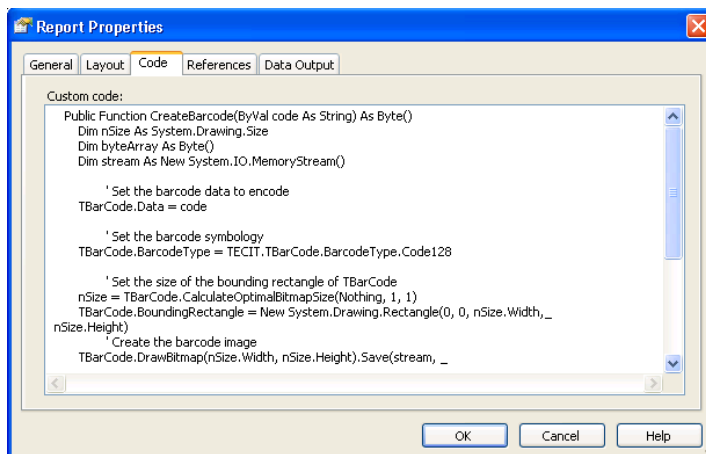 Report Properties
General Layout Code References Data Output
Custom code:
Public Function CreateBarcode(ByVal code As String) As Byte()
Dim nSize As System.Drawing.Size
Dim byteArray As Byte()
Dim stream As New System.IO.MemoryStream()
' Set the barcode data to encode
TBarCode.Data = code
' Set the barcode symbology
TBarCode.BarcodeType = TECIT.TBarCode.BarcodeType.Code128
' Set the size of the bounding rectangle of TBarCode
nSize = TBarCode.CalculateOptimalBitmapSize(Nothing, 1, 1)
TBarCode.BoundingRectangle = New System.Drawing.Rectangle(0, 0, nSize.Width,_
nSize.Height)
' Create the barcode image
TBarCode.DrawBitmap(nSize.Width, nSize.Height).Save(stream, _
OK Cancel Help